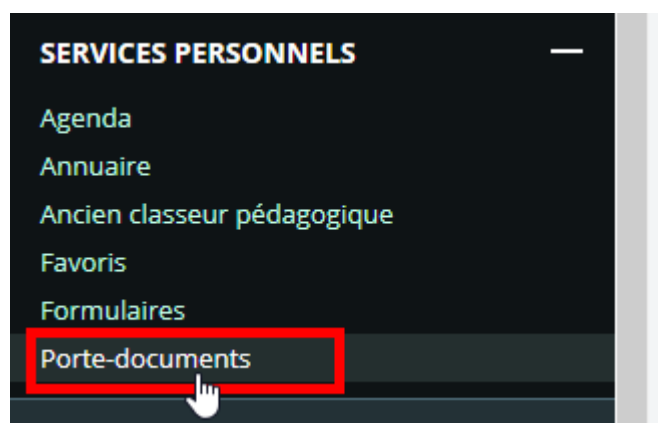 SERVICES PERSONNELS
Agenda
Annuaire
Ancien classeur pédagogique
Favoris
Formulaires
Porte-documents